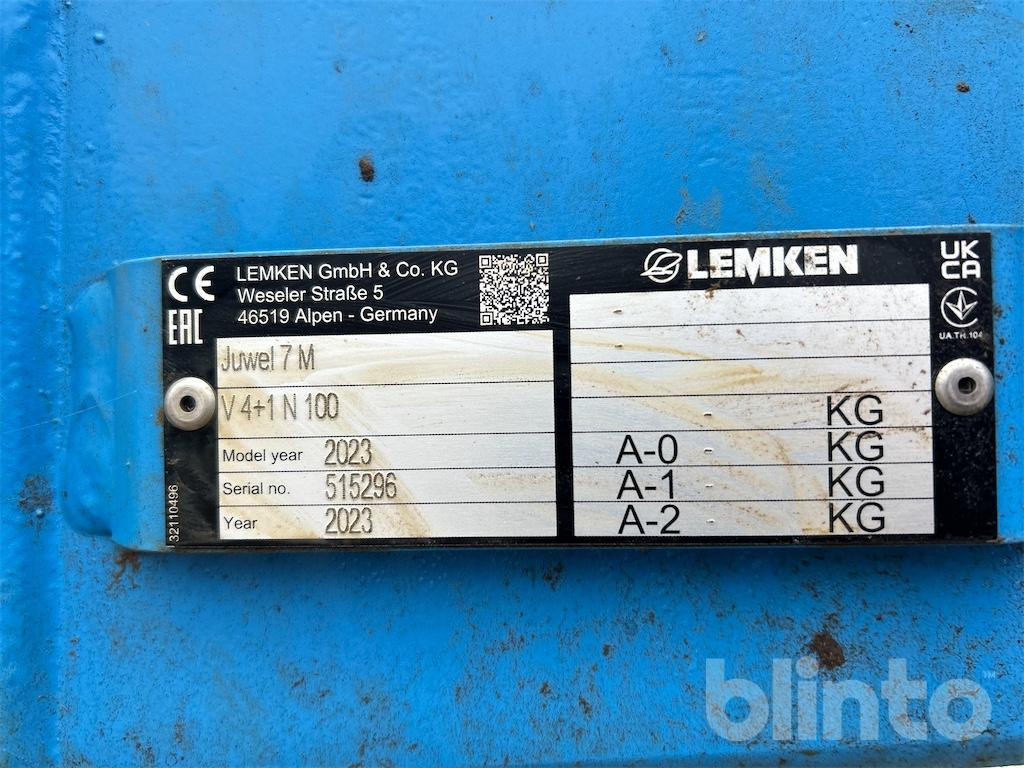 CE
EAC
LEMKEN GmbH & Co. KG
Weseler Straße 5
46519 Alpen - Germany
Juwel 7 M
V 4+1 N 100
Model year 2023
Serial no. 515296
Year 2023
32110496
LEMKEN
- KG
A-0 - KG
A-1 - KG
A-2 - KG
UK
CA
UA.TR.104
blinto™